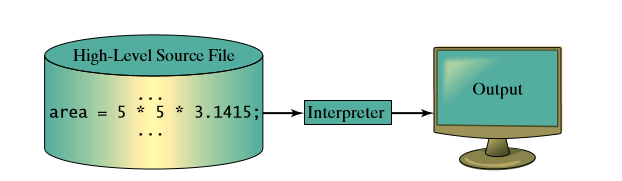 High-Level Source File
...
area = 5 * 5 * 3.1415;
...
Interpreter
Output